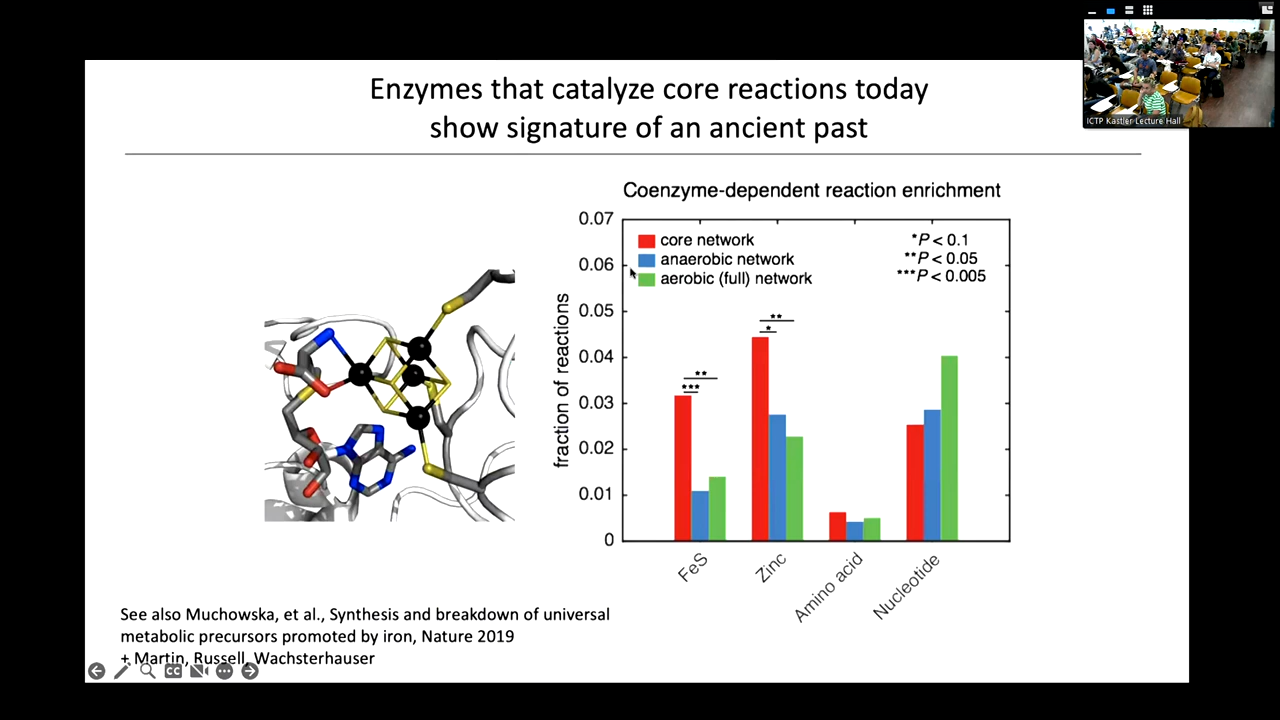 ICTP Kastler Lecture Hall
Enzymes that catalyze core reactions today
show signature of an ancient past
Coenzyme-dependent reaction enrichment
0.07
0.06
0.05
0.04
0.03
0.02
0.01
0
fraction of reactions
core network
anaerobic network
aerobic (full) network
*P < 0.1
**P < 0.05
***P < 0.005
***
**
*
**
FeS
Zinc
Amino acid
Nucleotide
See also Muchowska, et al., Synthesis and breakdown of universal
metabolic precursors promoted by iron, Nature 2019
+ Martin, Russell, Wachsterhauser
CC